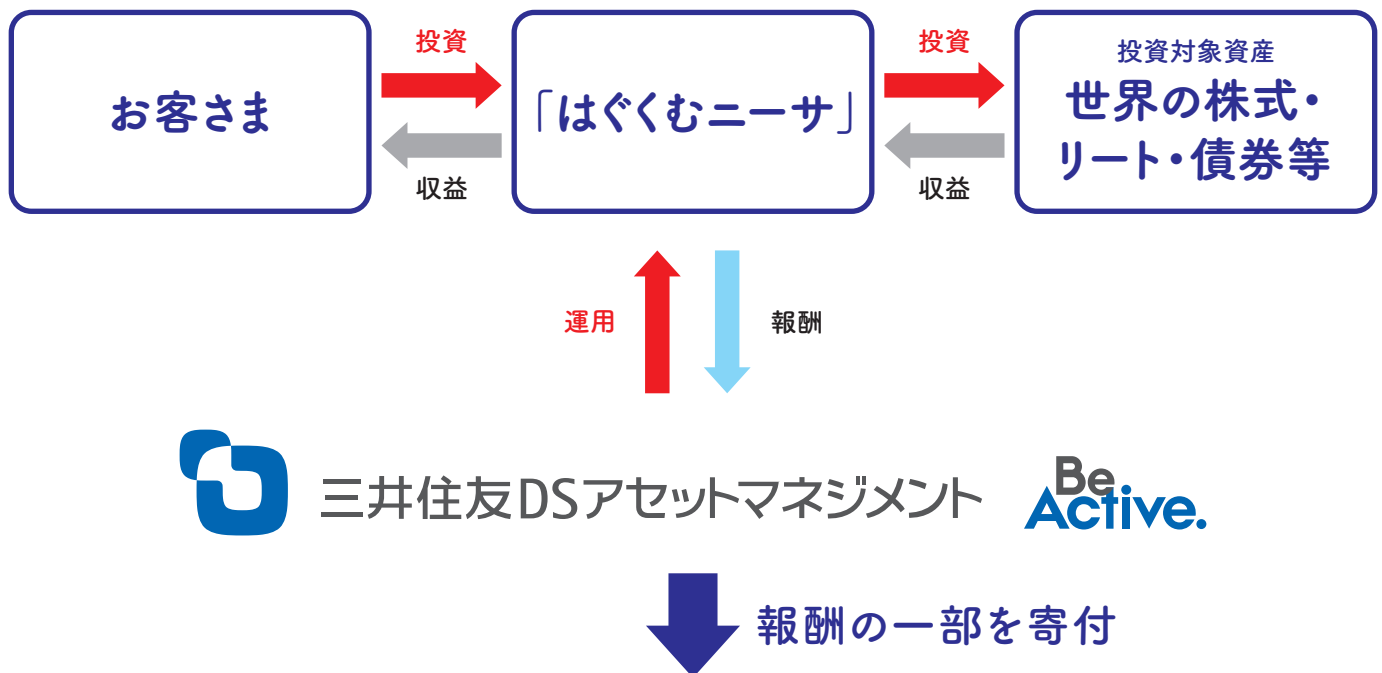 お客さま
投資
収益
「はぐくむニーサ」
投資
収益
投資対象資産
世界の株式・
リート・債券等
運用
報酬
三井住友DSアセットマネジメント
Be
Active.
報酬の一部を寄付